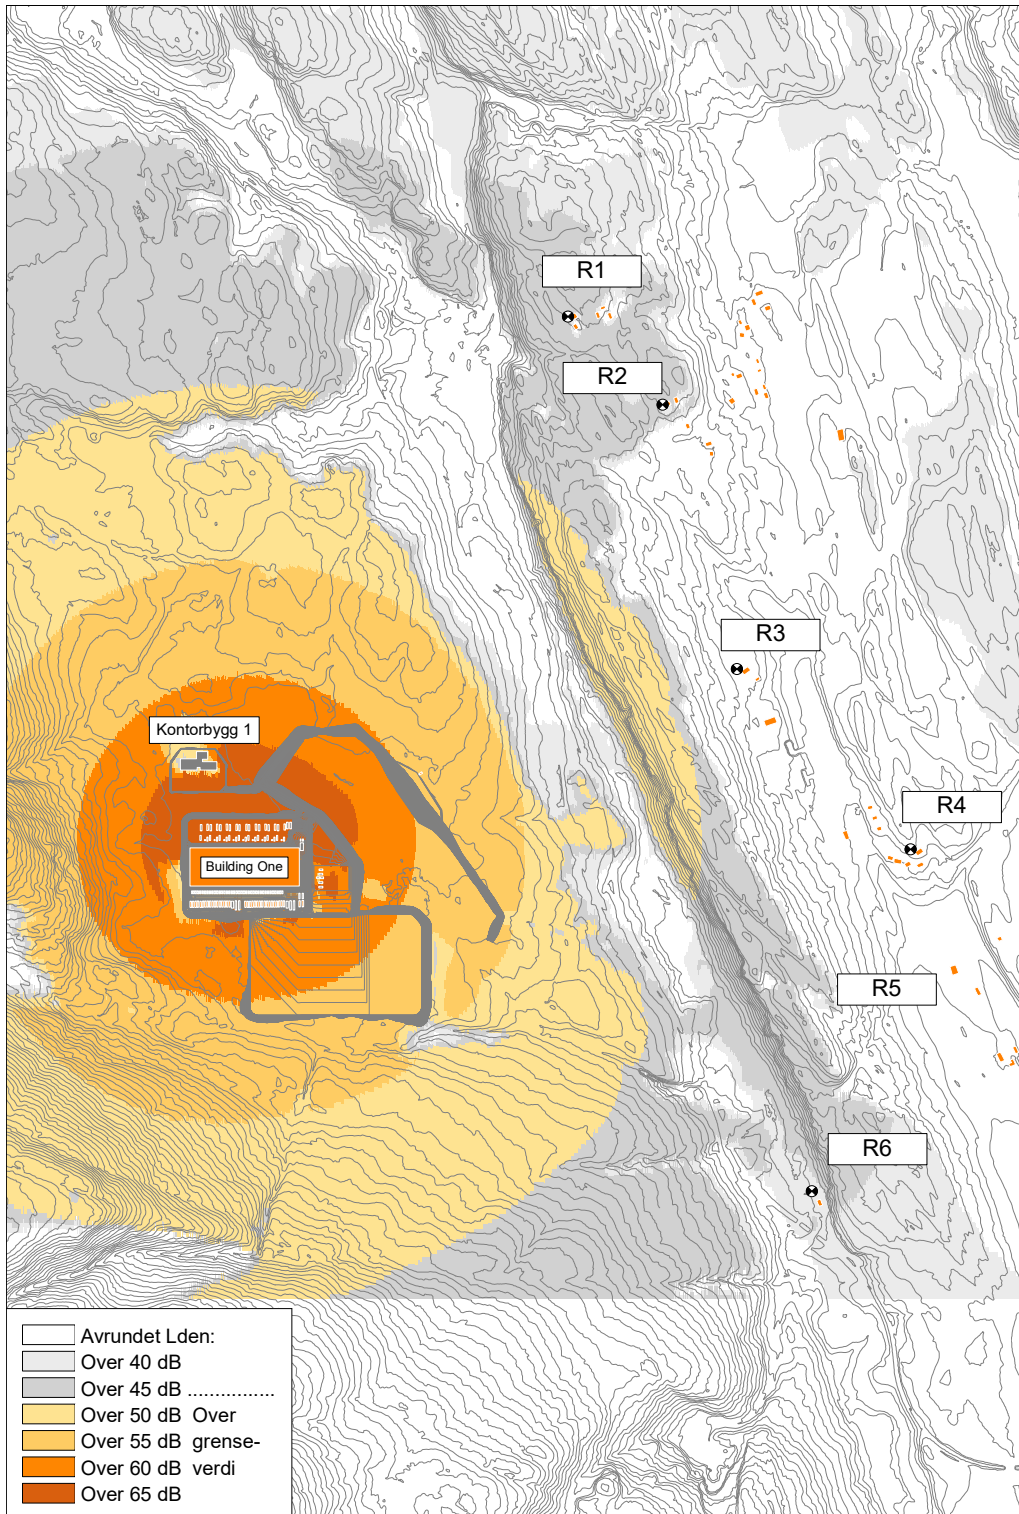 R1
R2
R3
Kontorbygg 1
R4
Building One
R5
R6
Avrundet Lden:
Over 40 dB
Over 45 dB ................
Over 50 dB Over
Over 55 dB grense-
Over 60 dB verdi
Over 65 dB